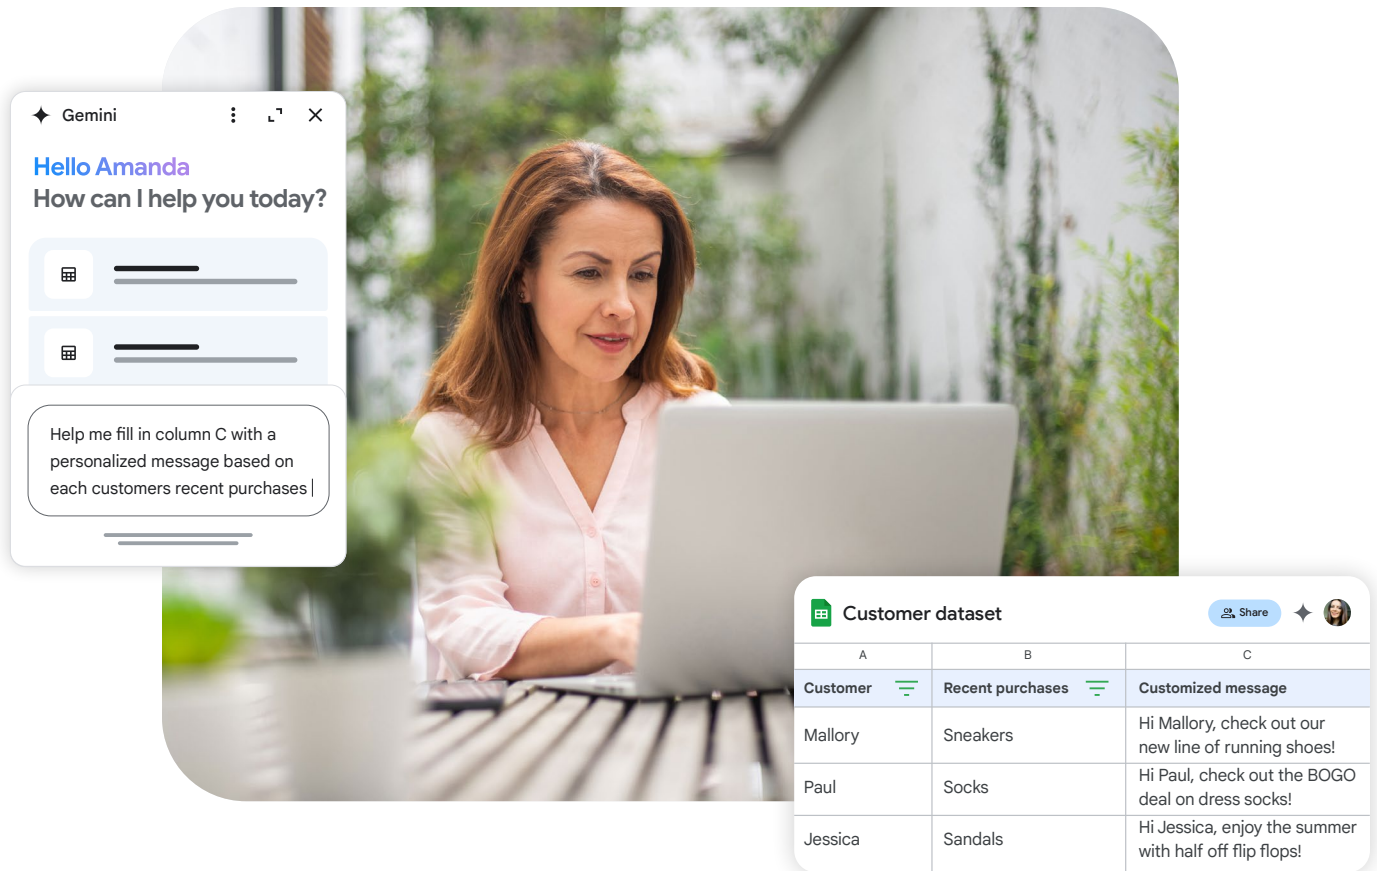 Gemini
Hello Amanda
How can I help you today?
Help me fill in column C with a
personalized message based on
each customers recent purchases
Customer dataset
Share
A B C
Customer Recent purchases Customized message
Mallory Sneakers Hi Mallory, check out our
new line of running shoes!
Paul Socks Hi Paul, check out the BOGO
deal on dress socks!
Jessica Sandals Hi Jessica, enjoy the summer
with half off flip flops!